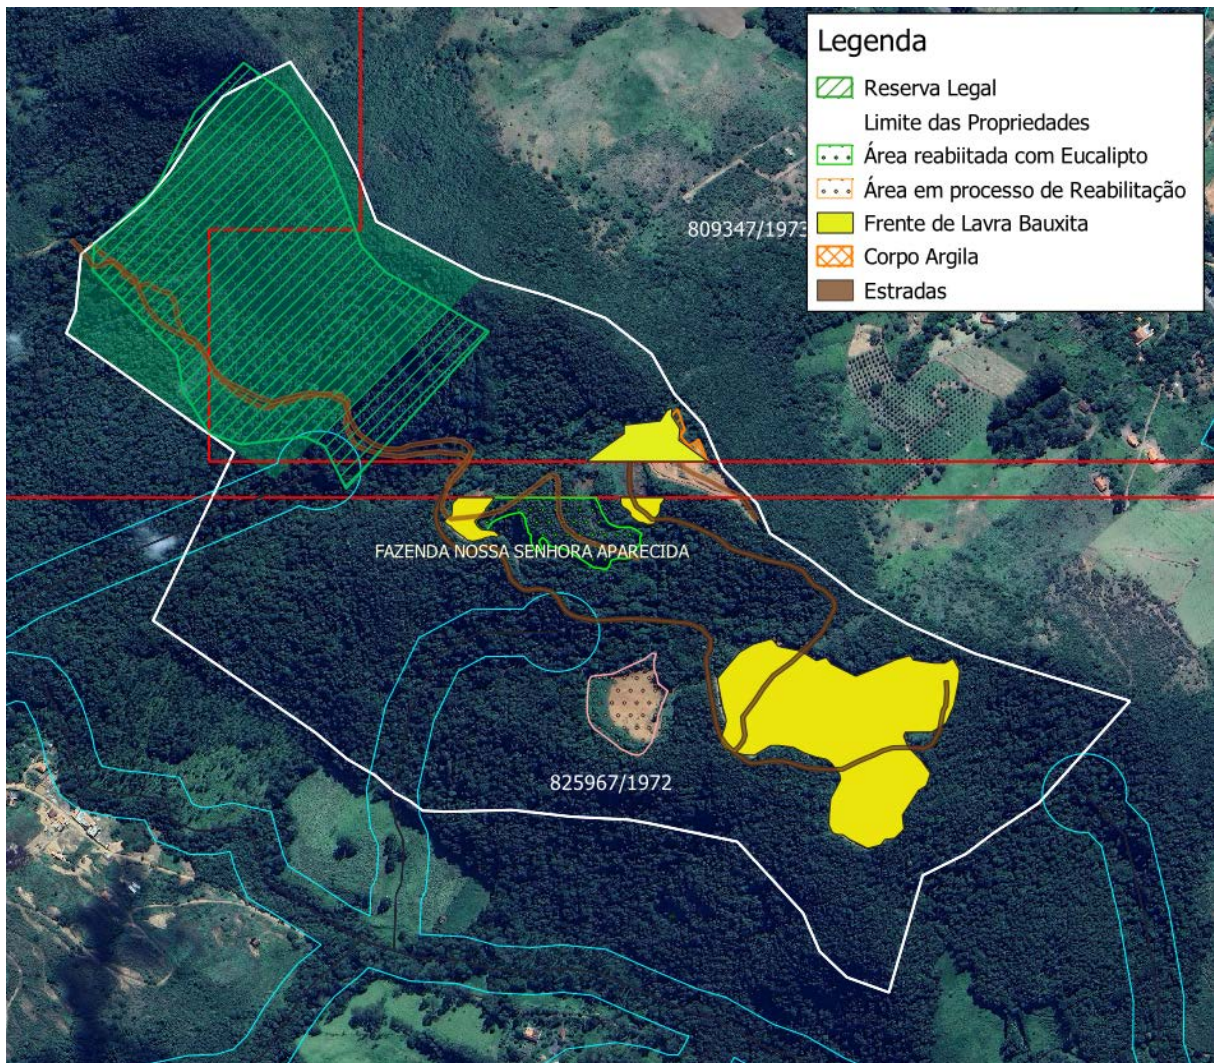 Legenda
Reserva Legal
Limite das Propriedades
Área reabiitada com Eucalipto
Área em processo de Reabilitação
Frente de Lavra Bauxita
Corpo Argila
Estradas
809347/1973
FAZENDA NOSSA SENHORA APARECIDA
825967/1972